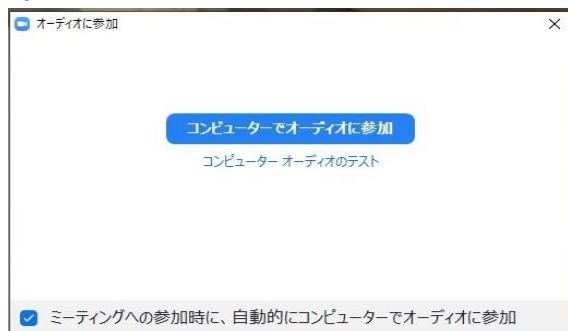 オーディオに参加
コンピューターでオーディオに参加
コンピューター オーディオのテスト
ミーティングへの参加時に、自動的にコンピューターでオーディオに参加